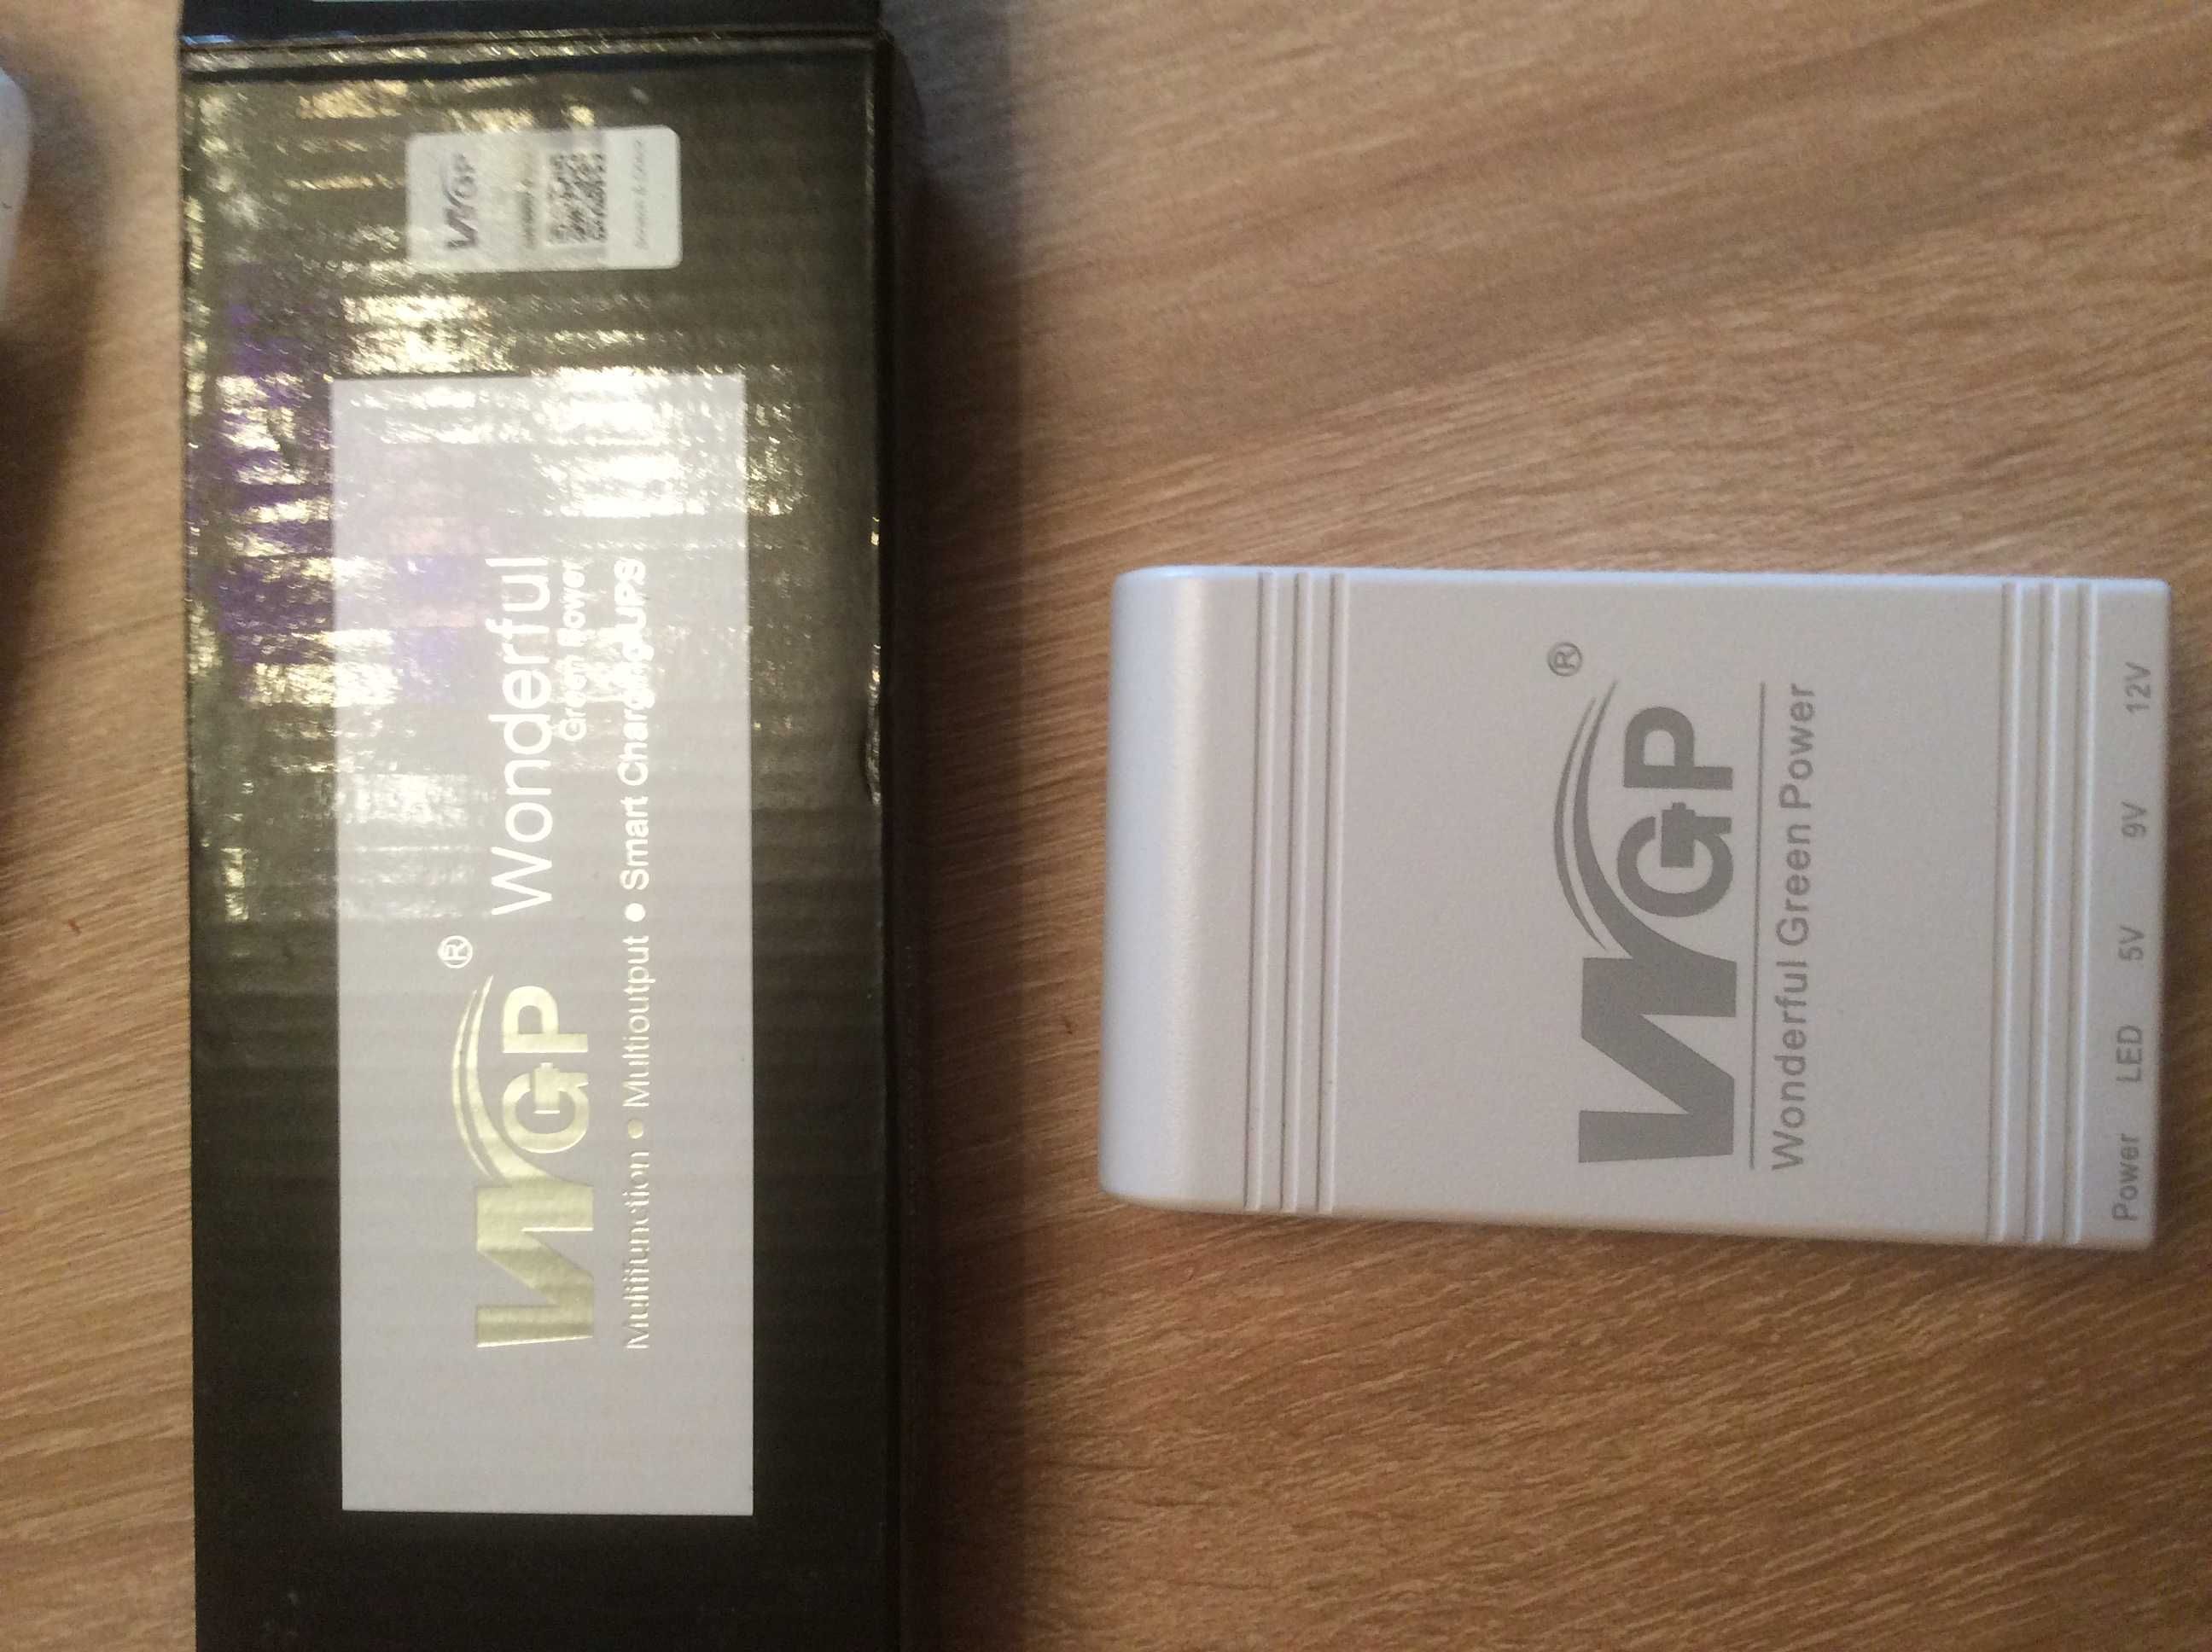 WGP
WGP® Wonderful
Green Power
Multifunction • Multioutput • Smart Charging UPS
WGP®
Wonderful Green Power
Power LED 5V 9V 12V